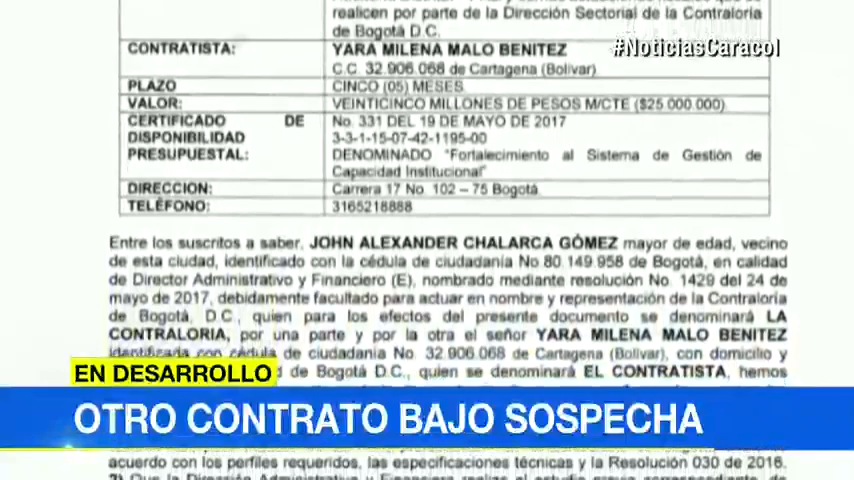 realicen por parte de la Dirección Sectorial de la Contraloría
de Bogotá D.C.
#NoticiasCaracol
CONTRATISTA: YARA MILENA MALO BENITEZ
C.C. 32.906.068 de Cartagena (Bolívar)
PLAZO CINCO (05) MESES
VALOR: VEINTICINCO MILLONES DE PESOS M/CTE ($25.000.000)
CERTIFICADO DE No. 331 DEL 19 DE MAYO DE 2017
DISPONIBILIDAD 3-3-1-15-07-42-1195-00
PRESUPUESTAL: DENOMINADO "Fortalecimiento al Sistema de Gestión de
Capacidad Institucional"
DIRECCION: Carrera 17 No. 102 – 75 Bogotá.
TELÉFONO: 3165218888
Entre los suscritos a saber, JOHN ALEXANDER CHALARCA GÓMEZ mayor de edad, vecino
de esta ciudad, identificado con la cédula de ciudadanía No.80.149.958 de Bogotá, en calidad
de Director Administrativo y Financiero (E), nombrado mediante resolución No. 1429 del 24 de
mayo de 2017, debidamente facultado para actuar en nombre y representación de la Contraloría
de Bogotá, D.C., quien para los efectos del presente documento se denominará LA
CONTRALORIA, por una parte y por la otra el señor YARA MILENA MALO BENITEZ
identificada con cédula de ciudadanía No. 32.906.068 de Cartagena (Bolívar), con domicilio y
d de Bogotá D.C., quien se denominará EL CONTRATISTA, hemos
EN DESARROLLO
OTRO CONTRATO BAJO SOSPECHA
acuerdo con los perfiles requeridos, las especificaciones técnicas y la Resolución 030 de 2016.